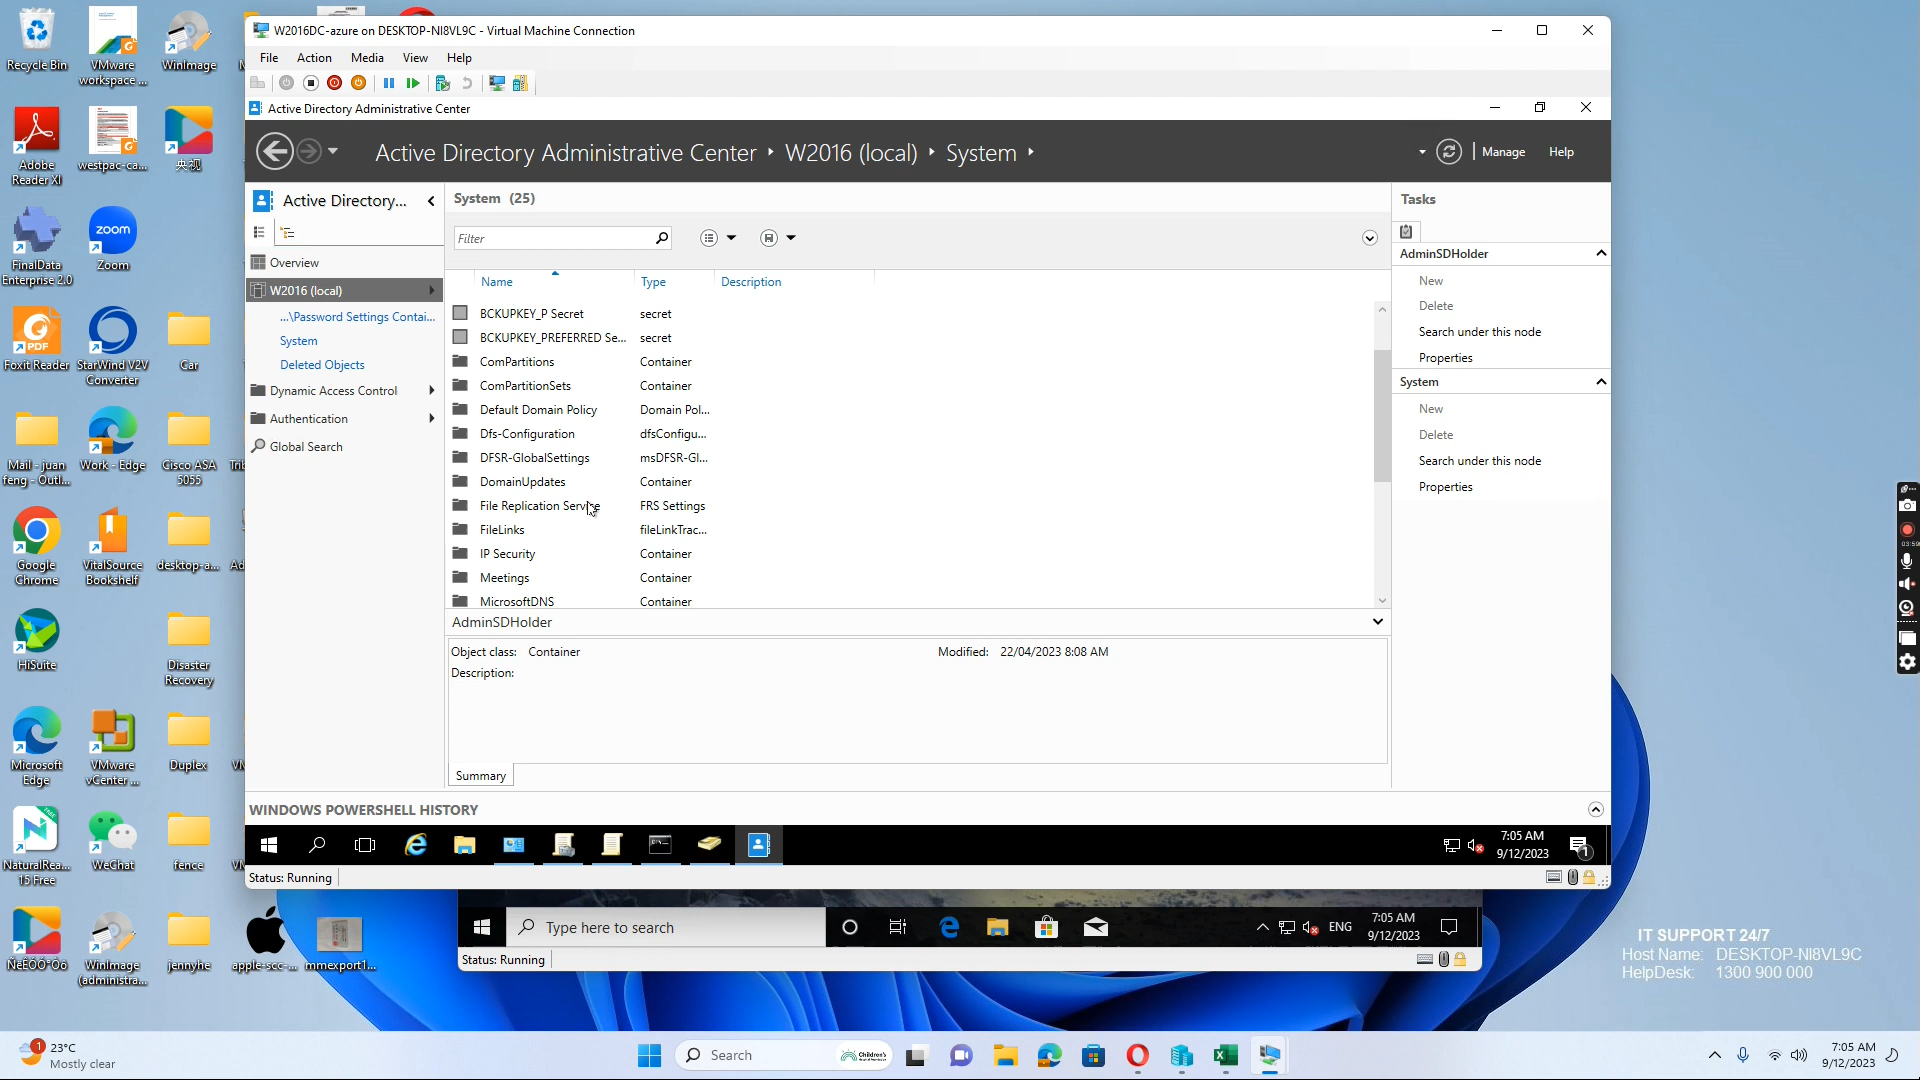 Recycle Bin
VMware
workspace ...
WinImage
Adobe
Reader XI
westpac-ca...
央视
FinalData
Enterprise 2.0
zoom
Zoom
Foxit Reader
StarWind V2V
Converter
Car
Mail - juan
feng - Outl...
Work - Edge
Cisco ASA
5055
Google
Chrome
VitalSource
Bookshelf
desktop-a...
HiSuite
Disaster
Recovery
Microsoft
Edge
VMware
vCenter ...
Duplex
NaturalRea...
15 Free
WeChat
fence
WinImage
(administra...
jennyhe
apple-scc-...
mmexport1...
W2016DC-azure on DESKTOP-NI8VL9C - Virtual Machine Connection
File Action Media View Help
Active Directory Administrative Center
Active Directory Administrative Center W2016 (local) System
Manage Help
Active Directory...
Overview
W2016 (local)
...\Password Settings Contai...
System
Deleted Objects
Dynamic Access Control
Authentication
Global Search
System (25)
Filter
Name Type Description
BCKUPKEY_P Secret secret
BCKUPKEY_PREFERRED Se... secret
ComPartitions Container
ComPartitionSets Container
Default Domain Policy Domain Pol...
Dfs-Configuration dfsConfigu...
DFSR-GlobalSettings msDFSR-Gl...
DomainUpdates Container
File Replication Service FRS Settings
FileLinks fileLinkTrac...
IP Security Container
Meetings Container
MicrosoftDNS Container
AdminSDHolder
Object class: Container Modified: 22/04/2023 8:08 AM
Description:
Summary
Tasks
AdminSDHolder
New
Delete
Search under this node
Properties
System
New
Delete
Search under this node
Properties
WINDOWS POWERSHELL HISTORY
7:05 AM
9/12/2023
1
Status: Running
Type here to search
ENG
7:05 AM
9/12/2023
Status: Running
IT SUPPORT 24/7
Host Name: DESKTOP-NI8VL9C
HelpDesk: 1300 900 000
1
23°C
Mostly clear
Search
7:05 AM
9/12/2023